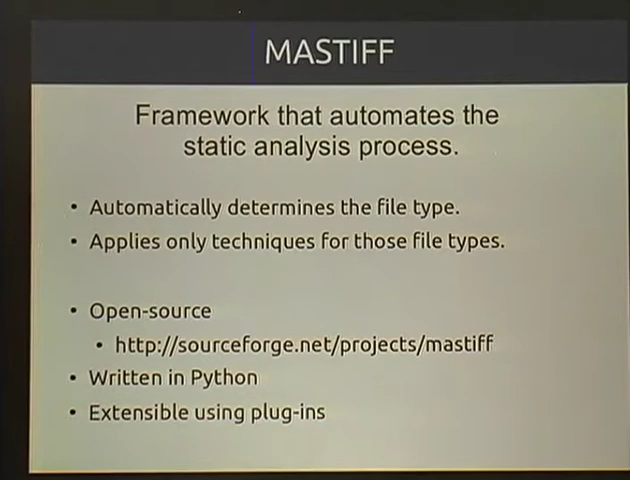 MASTIFF
Framework that automates the
static analysis process.
• Automatically determines the file type.
• Applies only techniques for those file types.
• Open-source
• http://sourceforge.net/projects/mastiff
• Written in Python
• Extensible using plug-ins